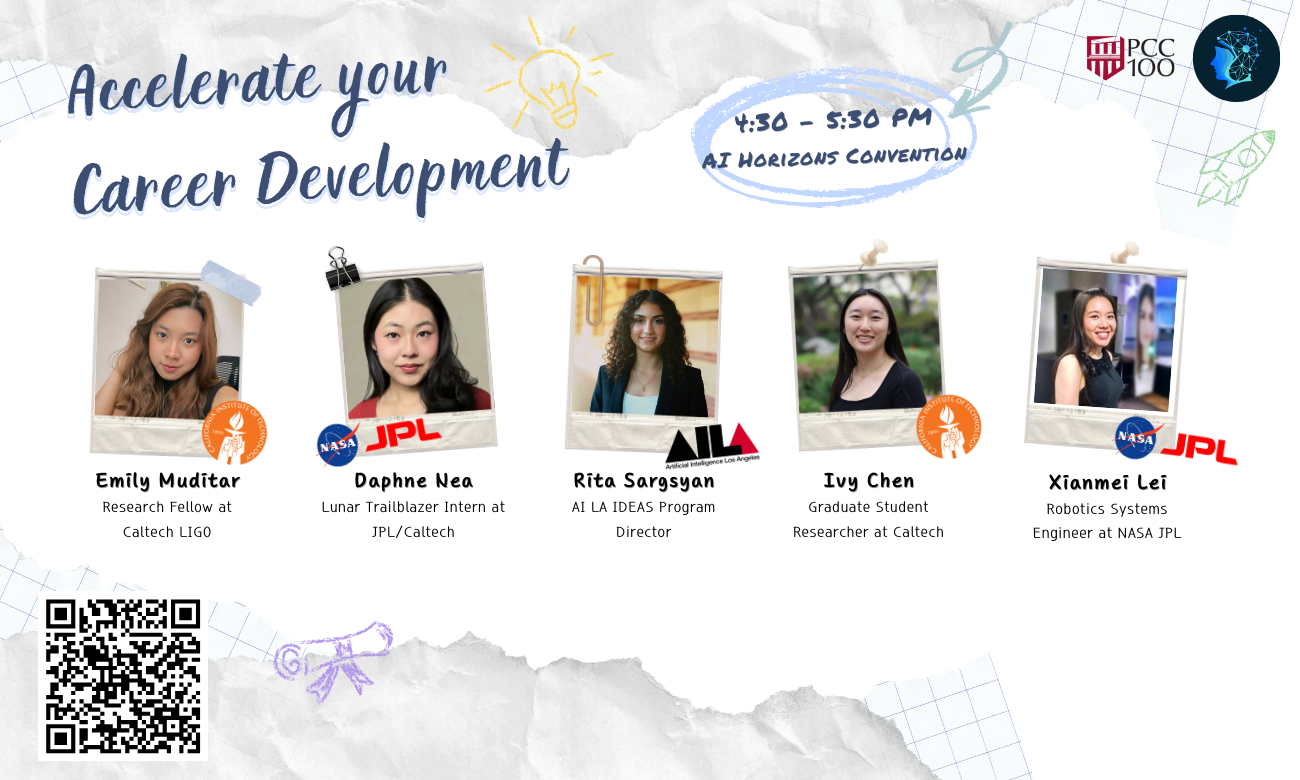 Accelerate your
Career Development
4:30 - 5:30 PM
AI Horizons Convention
PCC
100
CALIFORNIA INSTITUTE OF TECHNOLOGY
NASA
JPL
AILA
Artificial Intelligence Los Angeles
CALIFORNIA INSTITUTE OF TECHNOLOGY
NASA
JPL
Emily Muditar
Research Fellow at
Caltech LIGO
Daphne Nea
Lunar Trailblazer Intern at
JPL/Caltech
Rita Sargsyan
AI LA IDEAS Program
Director
Ivy Chen
Graduate Student
Researcher at Caltech
Xianmei Lei
Robotics Systems
Engineer at NASA JPL